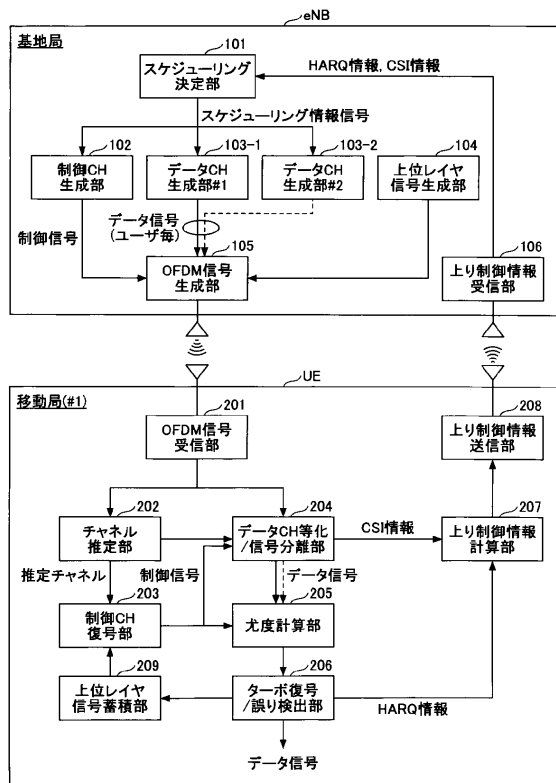 eNB
基地局
101
スケジューリング
決定部
HARQ情報, CSI情報
スケジューリング情報信号
102
制御CH
生成部
103-1
データCH
生成部#1
103-2
データCH
生成部#2
104
上位レイヤ
信号生成部
制御信号
データ信号
(ユーザ毎)
105
OFDM信号
生成部
106
上り制御情報
受信部
UE
移動局(#1)
201
OFDM信号
受信部
208
上り制御情報
送信部
202
チャネル
推定部
204
データCH等化
/信号分離部
CSI情報
207
上り制御情報
計算部
推定チャネル
制御信号
データ信号
203
制御CH
復号部
205
尤度計算部
209
上位レイヤ
信号蓄積部
206
ターボ復号
/誤り検出部
HARQ情報
データ信号